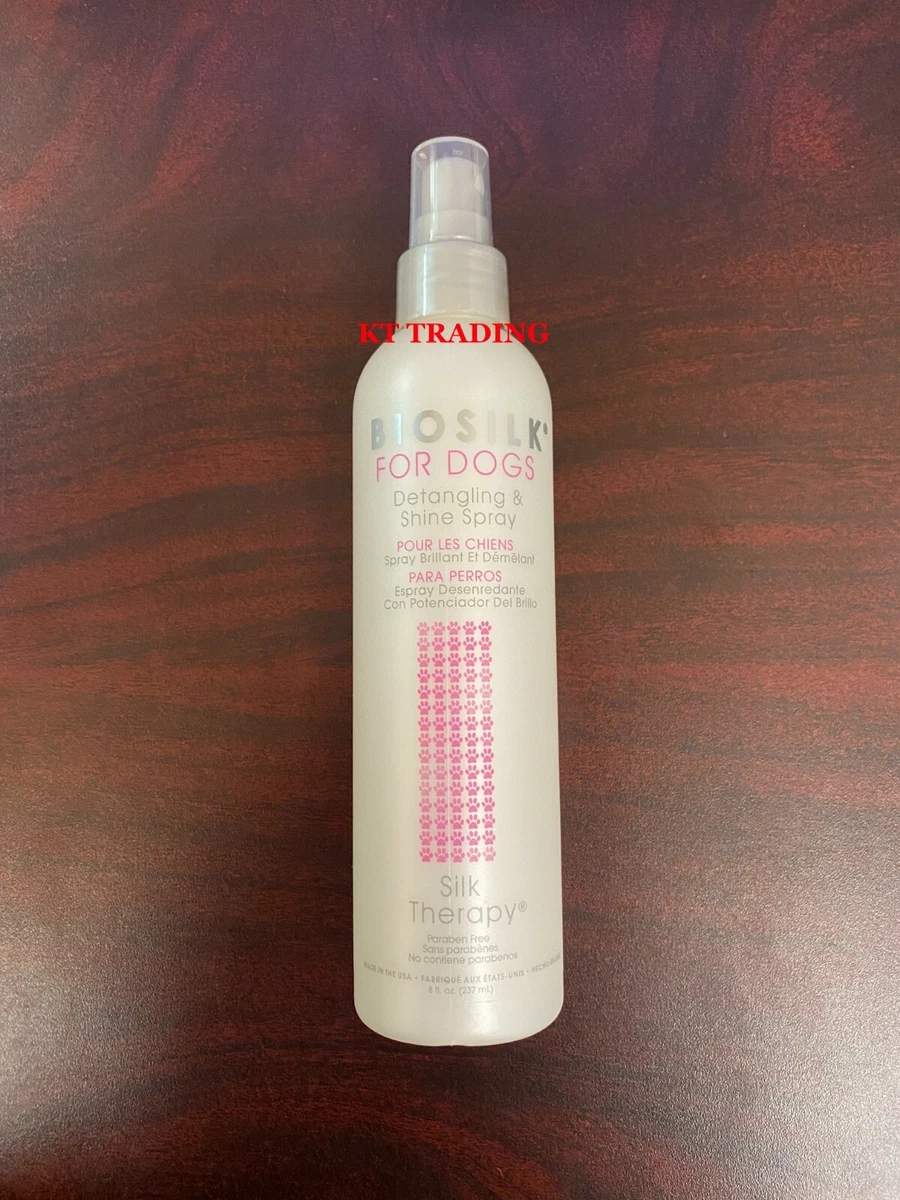 KT TRADING
BIOSILK®
FOR DOGS
Detangling &
Shine Spray
POUR LES CHIENS
Spray Brillant Et Démêlant
PARA PERROS
Espray Desenredante
Con Potenciador Del Brillo
Silk
Therapy®
Paraben Free
Sans parabènes
No contiene parabenos
MADE IN THE USA • FABRIQUÉ AUX ÉTATS-UNIS • HECHO EN
8 fl. oz. (237 mL)